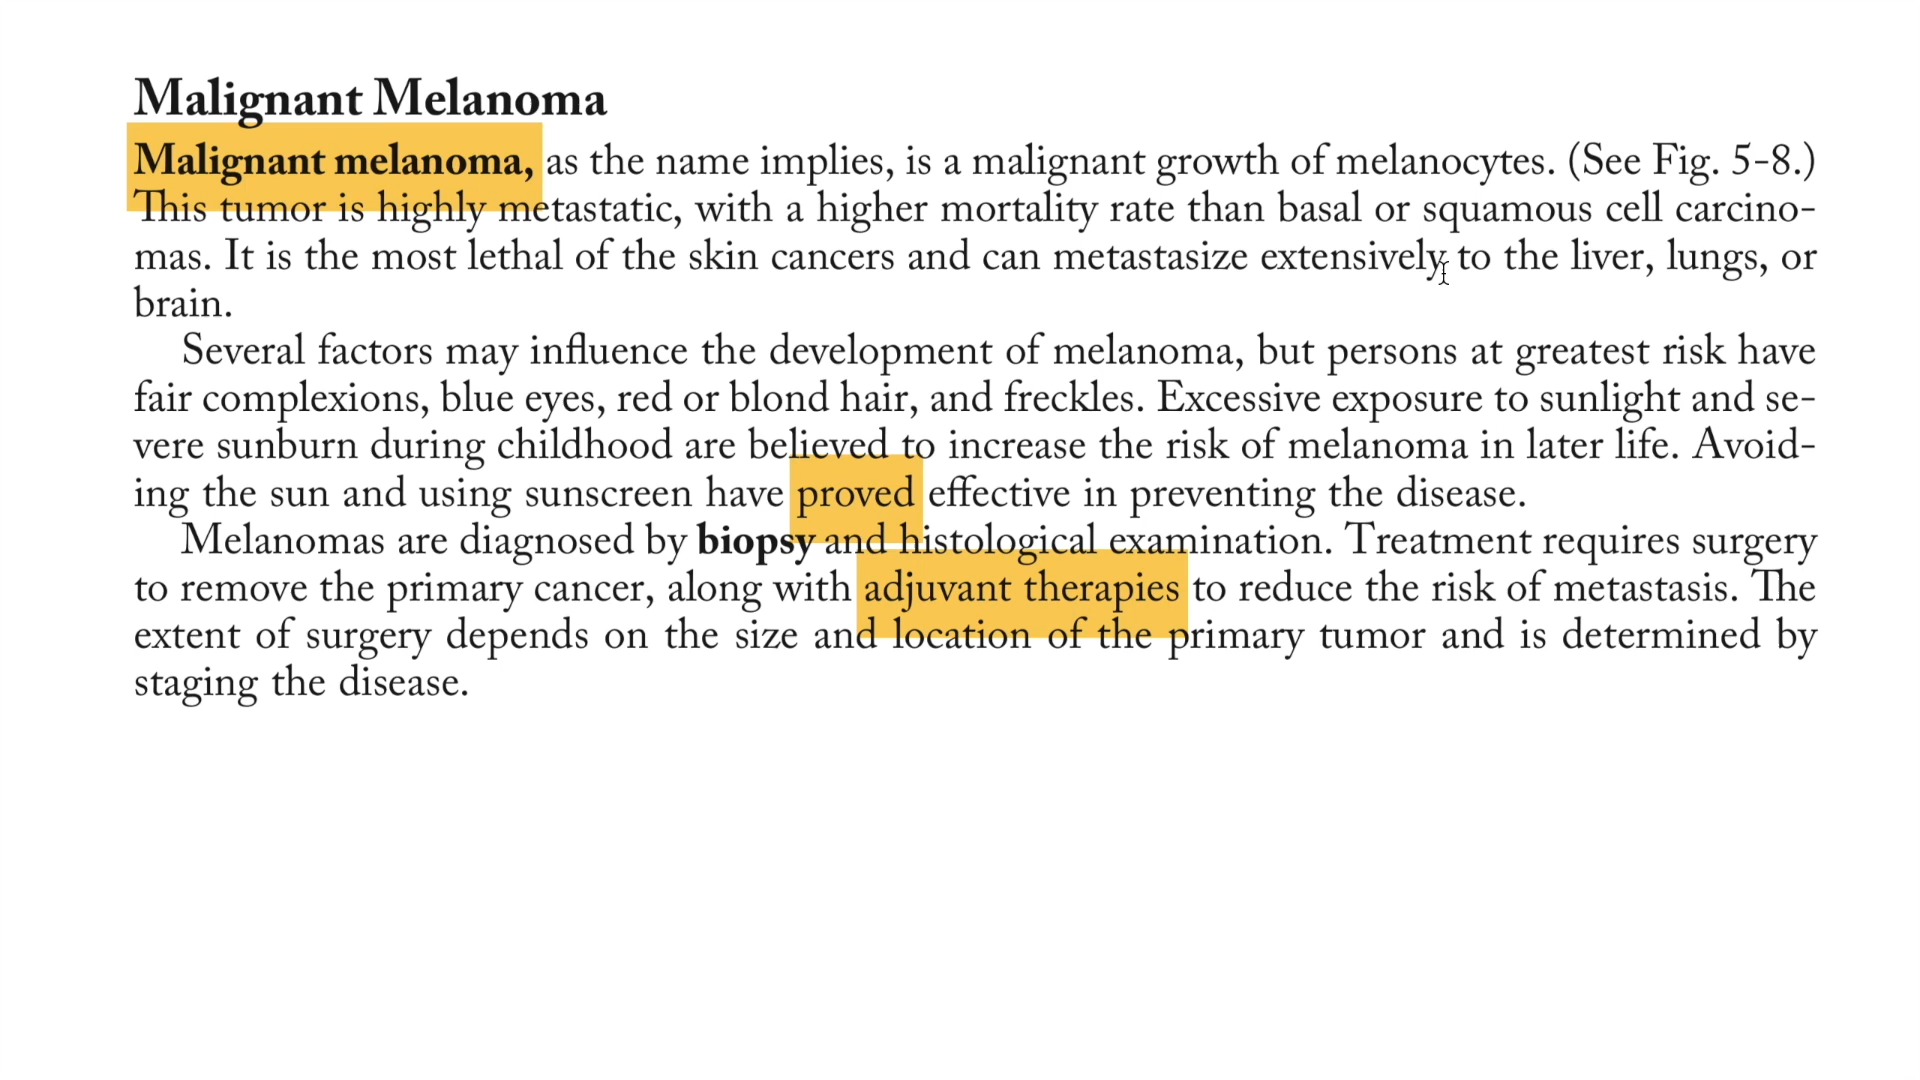 Malignant Melanoma
Malignant melanoma, as the name implies, is a malignant growth of melanocytes. (See Fig. 5-8.)
This tumor is highly metastatic, with a higher mortality rate than basal or squamous cell carcino-
mas. It is the most lethal of the skin cancers and can metastasize extensively to the liver, lungs, or
brain.
Several factors may influence the development of melanoma, but persons at greatest risk have
fair complexions, blue eyes, red or blond hair, and freckles. Excessive exposure to sunlight and se-
vere sunburn during childhood are believed to increase the risk of melanoma in later life. Avoid-
ing the sun and using sunscreen have proved effective in preventing the disease.
Melanomas are diagnosed by biopsy and histological examination. Treatment requires surgery
to remove the primary cancer, along with adjuvant therapies to reduce the risk of metastasis. The
extent of surgery depends on the size and location of the primary tumor and is determined by
staging the disease.